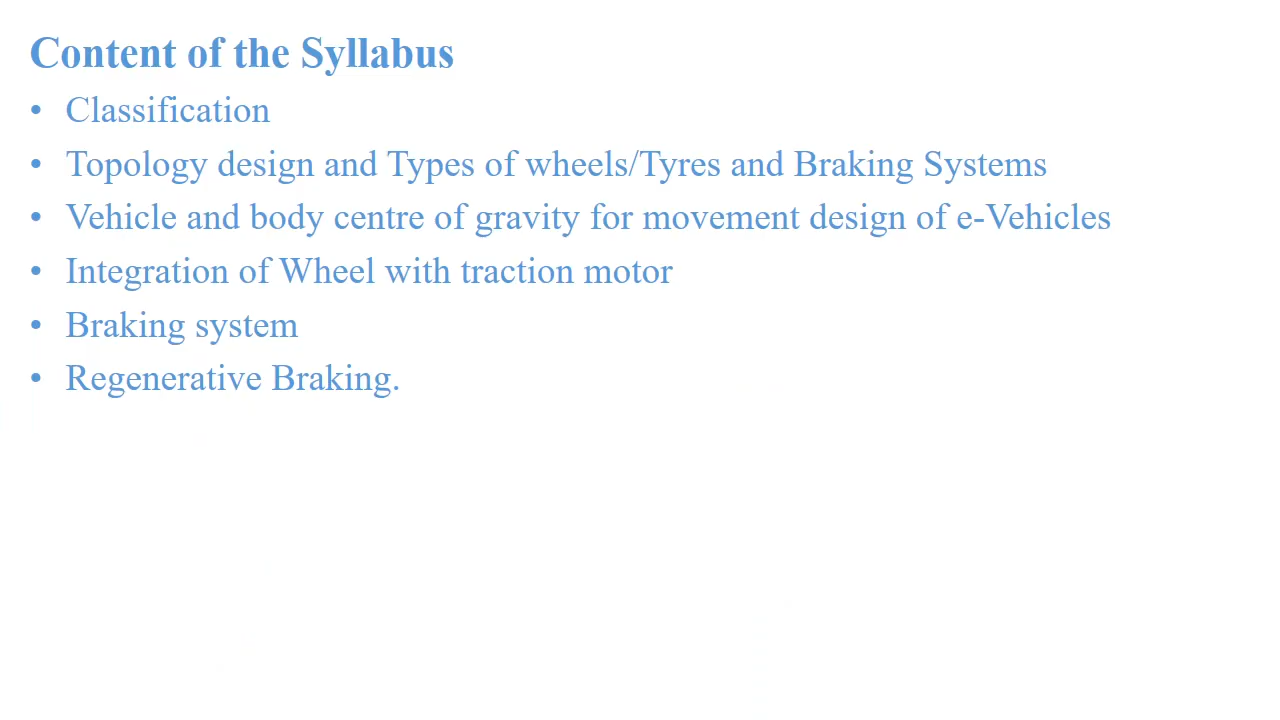 Content of the Syllabus
• Classification
• Topology design and Types of wheels/Tyres and Braking Systems
• Vehicle and body centre of gravity for movement design of e-Vehicles
• Integration of Wheel with traction motor
• Braking system
• Regenerative Braking.